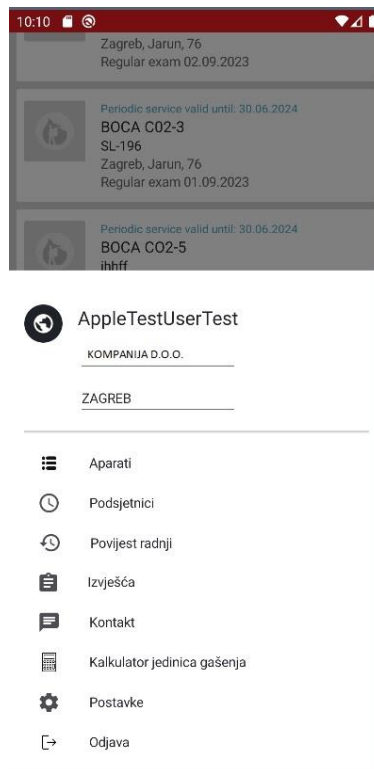 10:10
Zagreb, Jarun, 76
Regular exam 02.09.2023
Periodic service valid until: 30.06.2024
BOCA C02-3
SL-196
Zagreb, Jarun, 76
Regular exam 01.09.2023
Periodic service valid until: 30.06.2024
BOCA CO2-5
ihhff
AppleTestUserTest
KOMPANIJA D.O.O.
ZAGREB
Aparati
Podsjetnici
Povijest radnji
Izvješća
Kontakt
Kalkulator jedinica gašenja
Postavke
Odjava